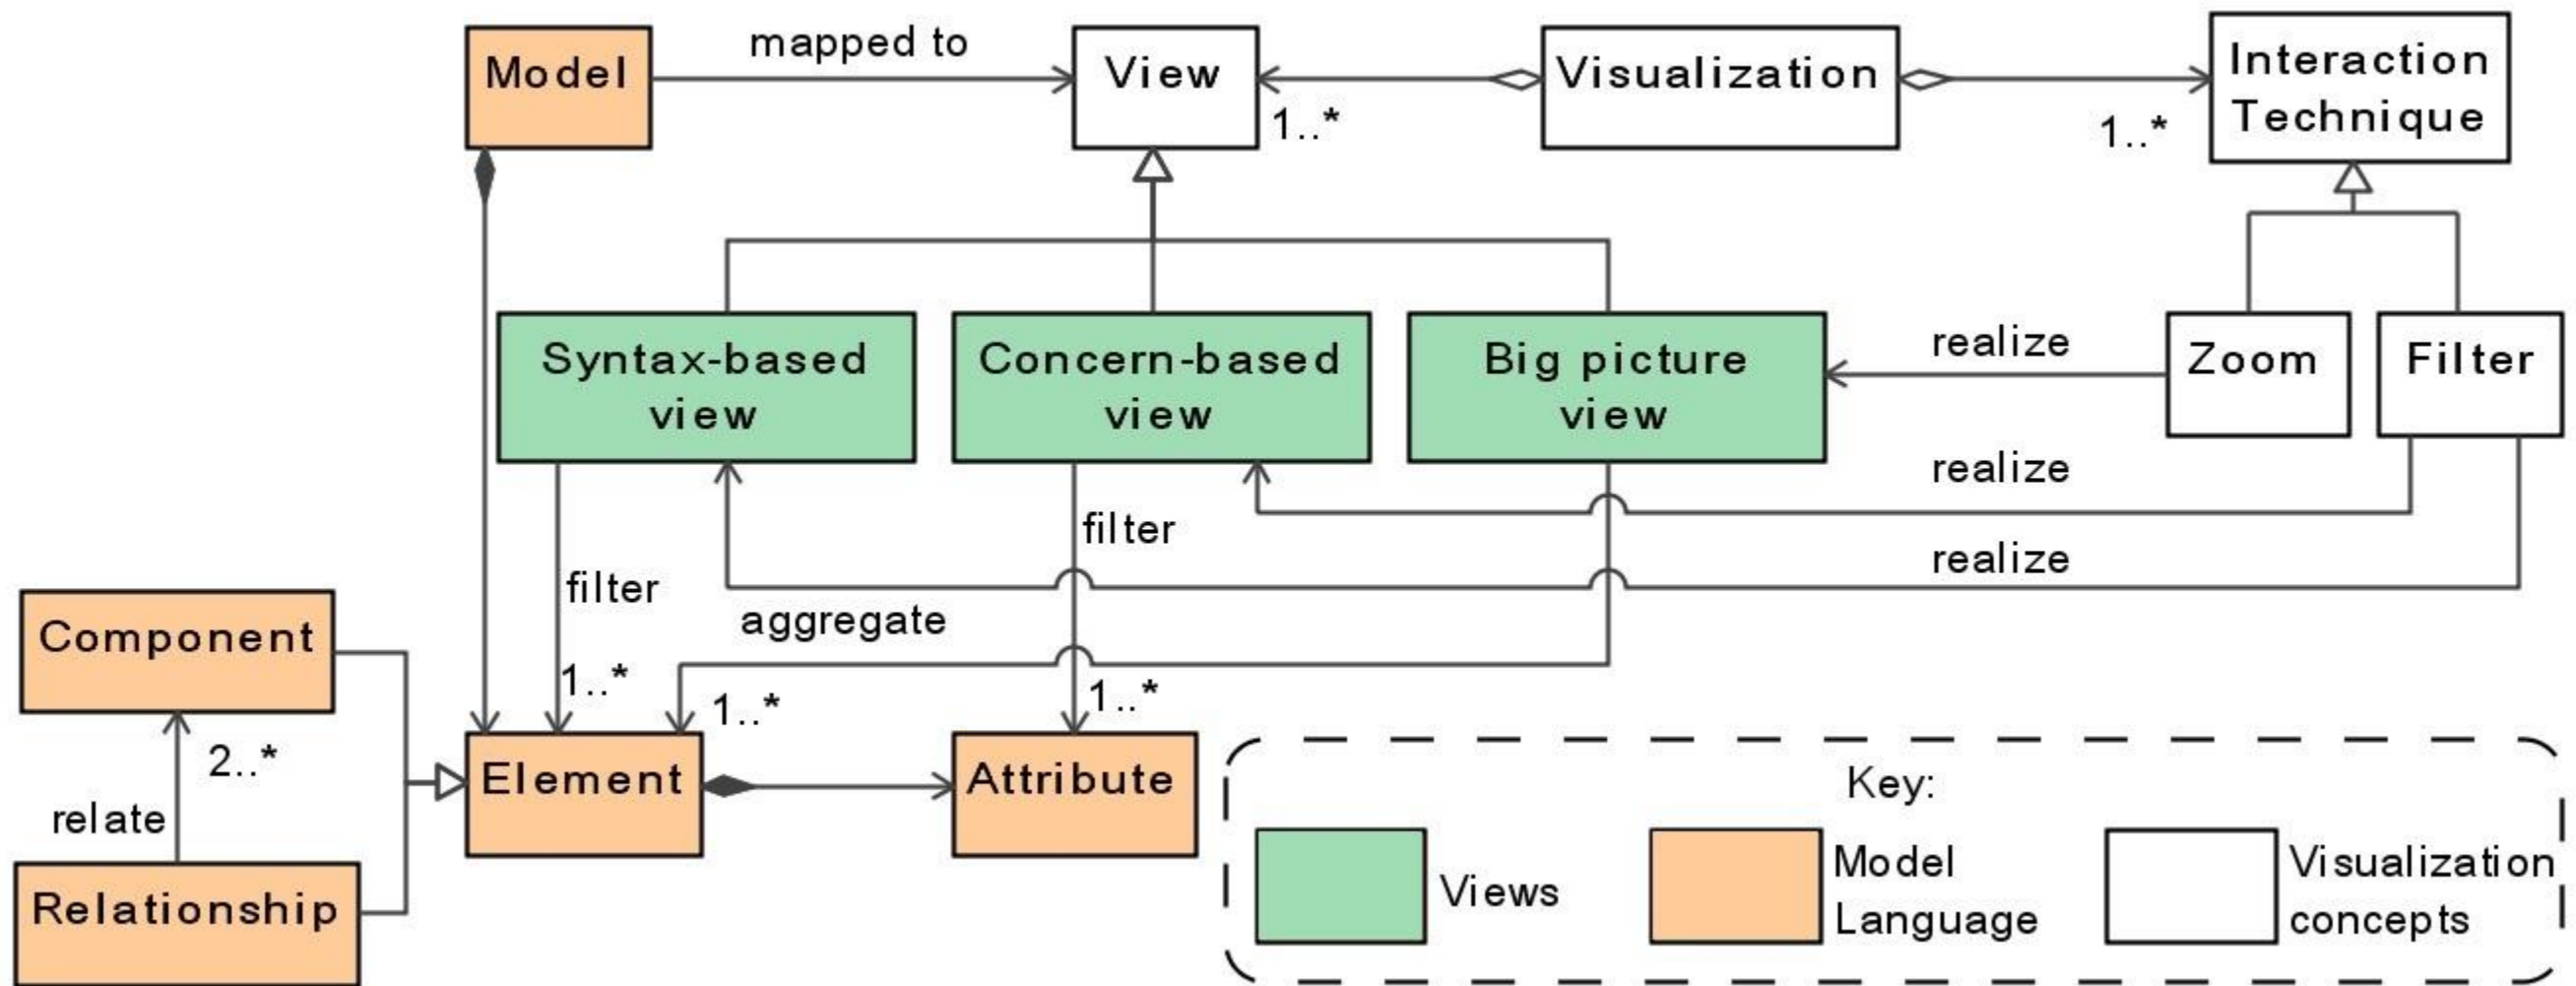 Model
mapped to
View
1..*
Visualization
1..*
Interaction
Technique
Syntax-based
view
Concern-based
view
Big picture
view
realize
Zoom
Filter
realize
filter
realize
filter
aggregate
Component
1..*
1..*
1..*
2..*
relate
Element
Attribute
Relationship
Key:
Views
Model
Language
Visualization
concepts